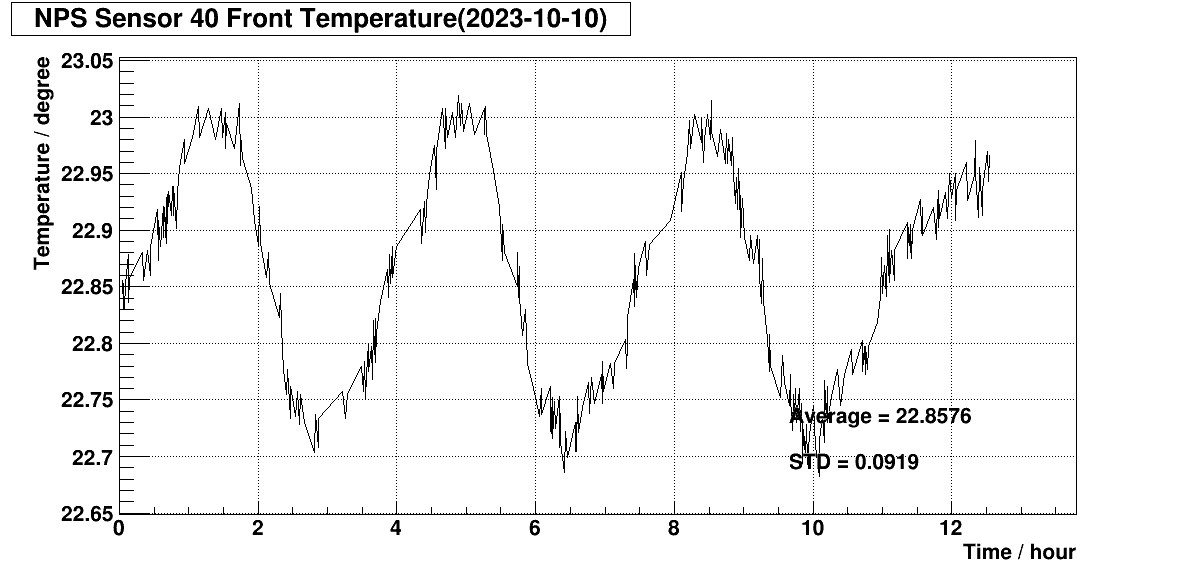 NPS Sensor 40 Front Temperature(2023-10-10)
Temperature / degree
23.05
23
22.95
22.9
22.85
22.8
22.75
22.7
22.65
Average = 22.8576
STD = 0.0919
0 2 4 6 8 10 12
Time / hour